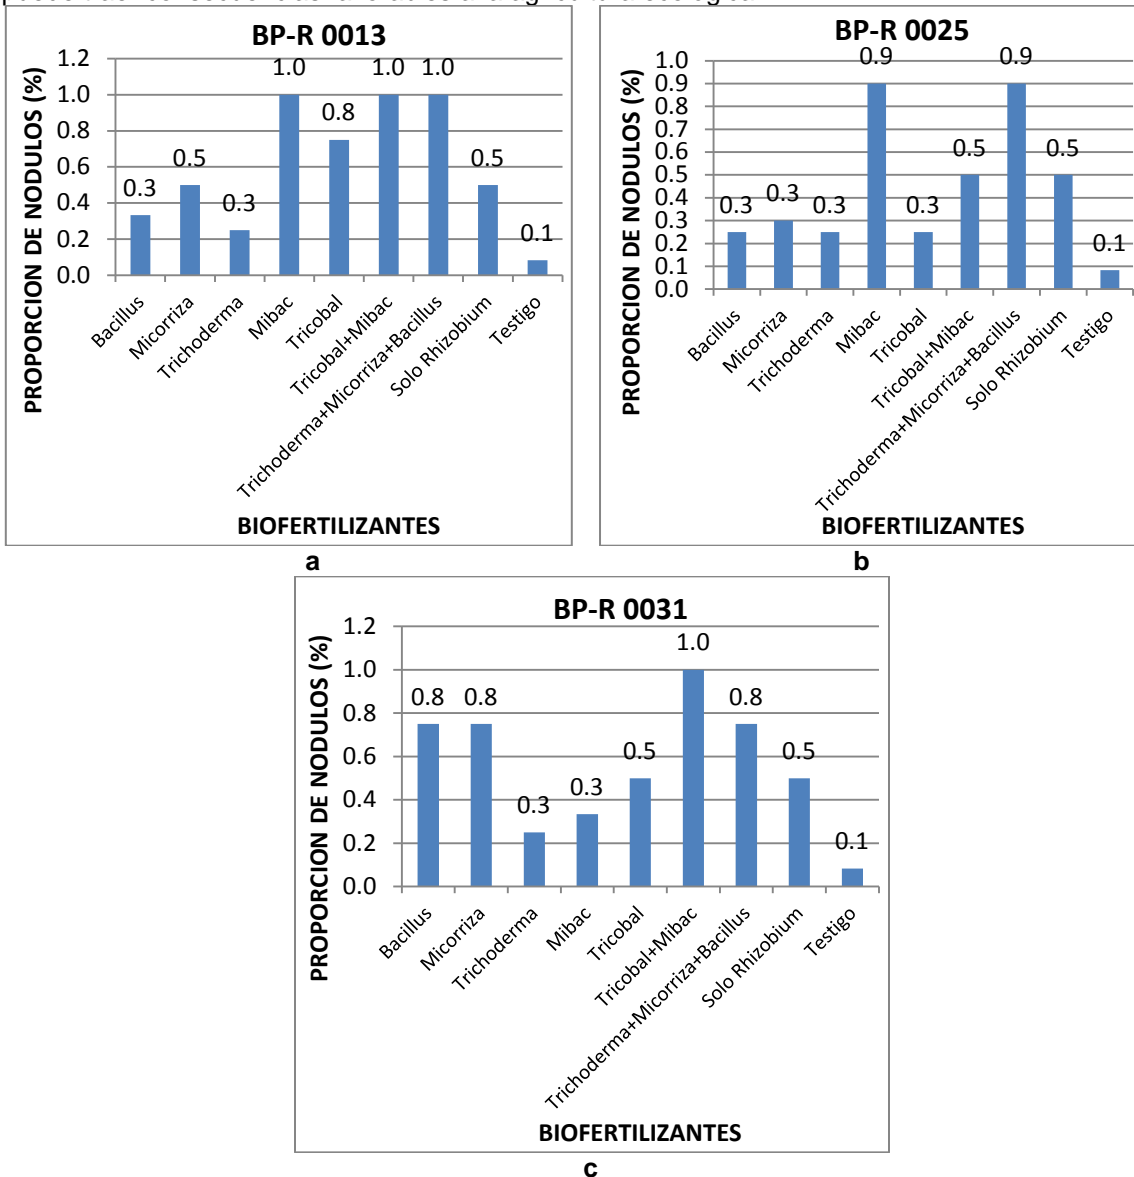 BP-R 0013
PROPORCION DE NODULOS (%)
1.2
1.0
0.8
0.6
0.4
0.2
0.0
0.3
0.5
0.3
1.0
0.8
1.0
1.0
0.5
0.1
Bacillus
Micorriza
Trichoderma
Mibac
Tricobal
Tricobal+Mibac
Trichoderma+Micorriza+Bacillus
Solo Rhizobium
Testigo
BIOFERTILIZANTES
a
BP-R 0025
PROPORCION DE NODULOS (%)
1.0
0.9
0.8
0.7
0.6
0.5
0.4
0.3
0.2
0.1
0.0
0.3
0.3
0.3
0.9
0.3
0.5
0.9
0.5
0.1
Bacillus
Micorriza
Trichoderma
Mibac
Tricobal
Tricobal+Mibac
Trichoderma+Micorriza+Bacillus
Solo Rhizobium
Testigo
BIOFERTILIZANTES
b
BP-R 0031
PROPORCION DE NODULOS (%)
1.2
1.0
0.8
0.6
0.4
0.2
0.0
0.8
0.8
0.3
0.3
0.5
1.0
0.8
0.5
0.1
Bacillus
Micorriza
Trichoderma
Mibac
Tricobal
Tricobal+Mibac
Trichoderma+Micorriza+Bacillus
Solo Rhizobium
Testigo
BIOFERTILIZANTES
c